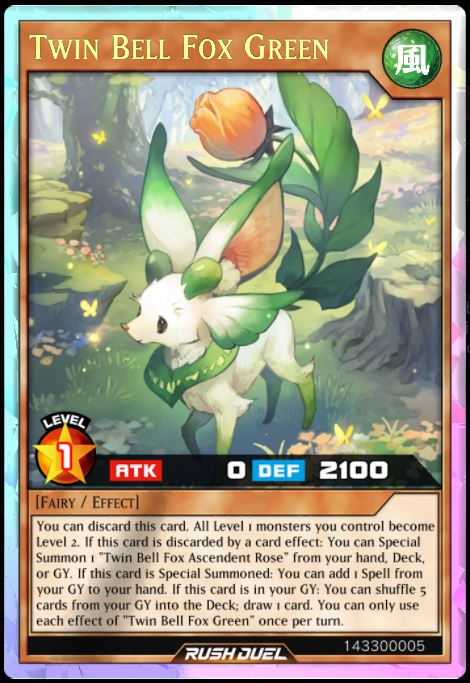 Twin Bell Fox Green
風
LEVEL
1
ATK 0 DEF 2100
[Fairy / Effect]
You can discard this card. All Level 1 monsters you control become
Level 2. If this card is discarded by a card effect: You can Special
Summon 1 "Twin Bell Fox Ascendent Rose" from your hand, Deck,
or GY. If this card is Special Summoned: You can add 1 Spell from
your GY to your hand. If this card is in your GY: You can shuffle 5
cards from your GY into the Deck; draw 1 card. You can only use
each effect of "Twin Bell Fox Green" once per turn.
143300005
RUSH DUEL